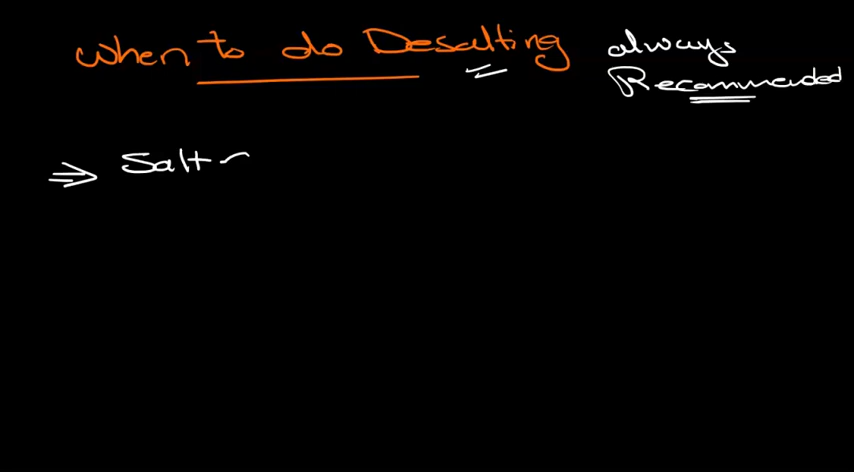 when to do Desalting always
Recommended
⇒ Salt